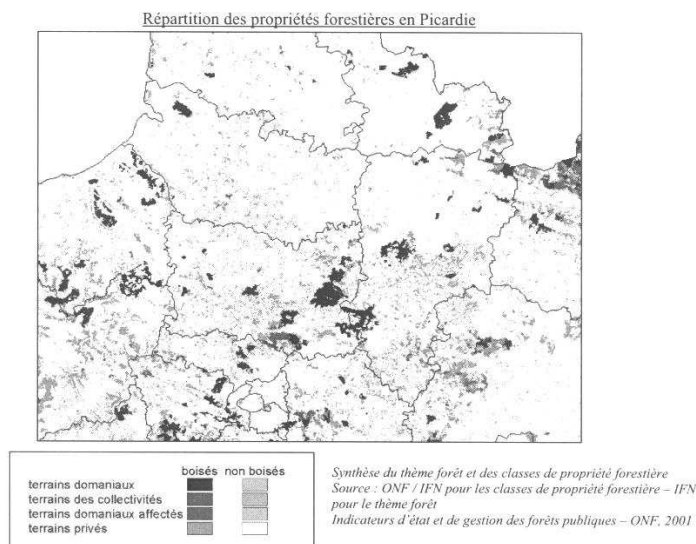 Répartition des propriétés forestières en Picardie
boisés non boisés
terrains domaniaux
terrains des collectivités
terrains domaniaux affectés
terrains privés
Synthèse du thème forêt et des classes de propriété forestière
Source : ONF / IFN pour les classes de propriété forestière – IFN
pour le thème forêt
Indicateurs d'état et de gestion des forêts publiques – ONF, 2001